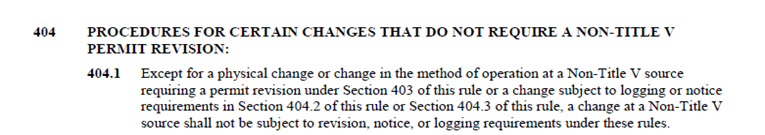 404 PROCEDURES FOR CERTAIN CHANGES THAT DO NOT REQUIRE A NON-TITLE V
PERMIT REVISION:
404.1 Except for a physical change or change in the method of operation at a Non-Title V source
requiring a permit revision under Section 403 of this rule or a change subject to logging or notice
requirements in Section 404.2 of this rule or Section 404.3 of this rule, a change at a Non-Title V
source shall not be subject to revision, notice, or logging requirements under these rules.